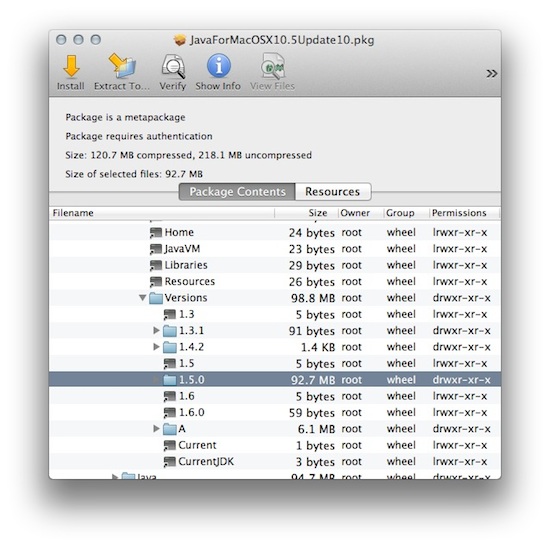 JavaForMacOSX10.5Update10.pkg
Install Extract To... Verify Show Info View Files »
Package is a metapackage
Package requires authentication
Size: 120.7 MB compressed, 218.1 MB uncompressed
Size of selected files: 92.7 MB
Package Contents Resources
Filename Size Owner Group Permissions
Home 24 bytes root wheel lrwxr-xr-x
JavaVM 23 bytes root wheel lrwxr-xr-x
Libraries 29 bytes root wheel lrwxr-xr-x
Resources 26 bytes root wheel lrwxr-xr-x
Versions 98.8 MB root wheel drwxr-xr-x
1.3 5 bytes root wheel lrwxr-xr-x
1.3.1 91 bytes root wheel drwxr-xr-x
1.4.2 1.4 KB root wheel drwxr-xr-x
1.5 5 bytes root wheel lrwxr-xr-x
1.5.0 92.7 MB root wheel drwxr-xr-x
1.6 5 bytes root wheel lrwxr-xr-x
1.6.0 59 bytes root wheel lrwxr-xr-x
A 6.1 MB root wheel drwxr-xr-x
Current 1 bytes root wheel lrwxr-xr-x
CurrentJDK 3 bytes root wheel lrwxr-xr-x
Java 94.7 MB root wheel drwxr-xr-x